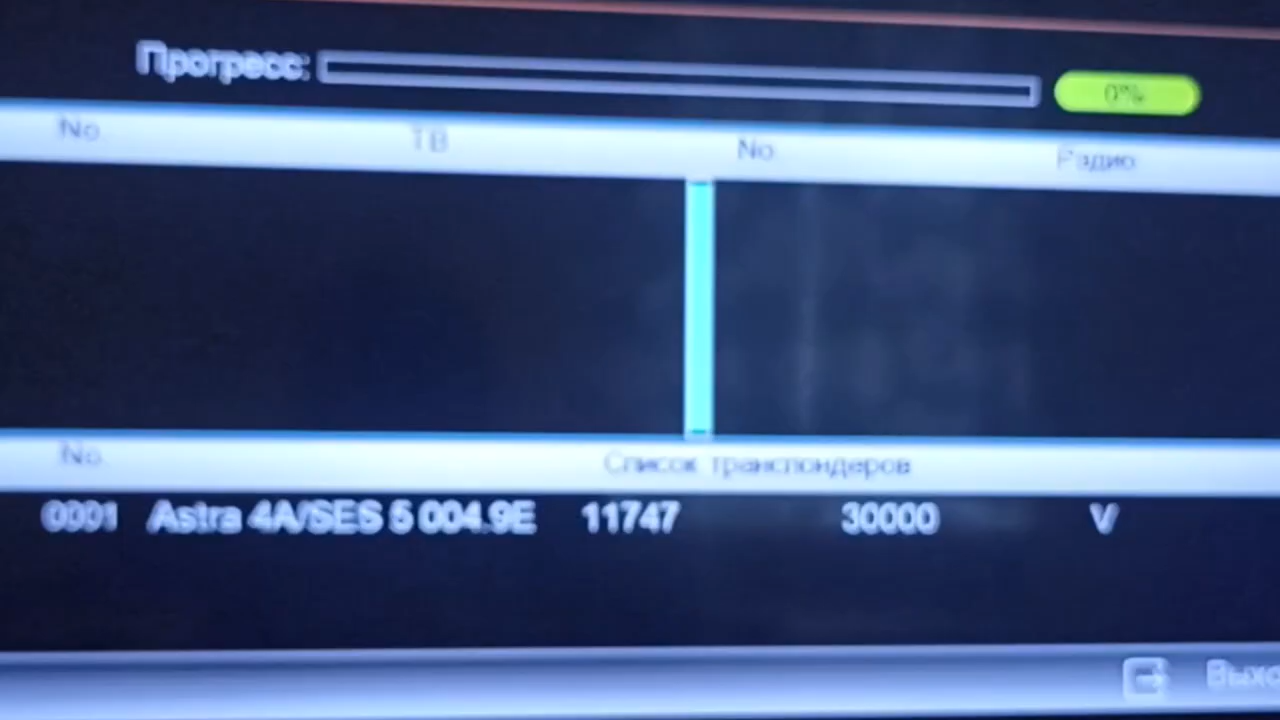 Прогресс: 0%
No ТВ No Радио
No Список транспондеров
0001 Astra 4A/SES 5 004.9E 11747 30000 V